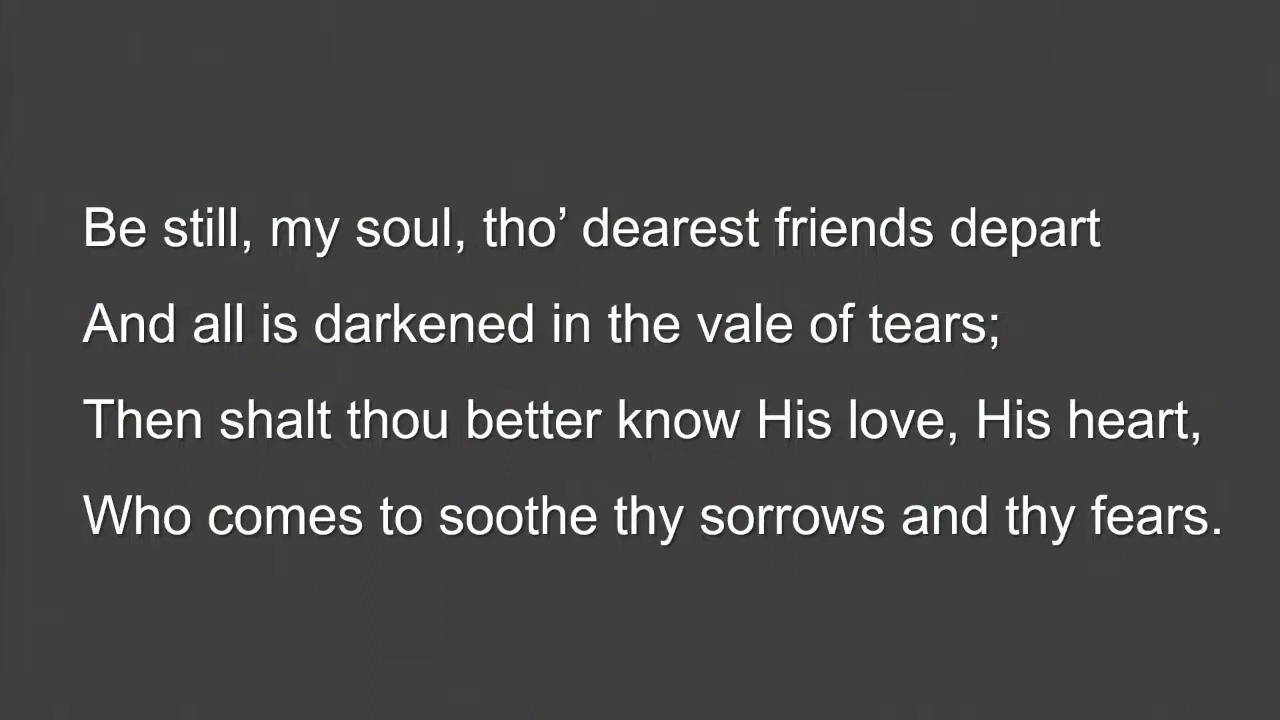 Be still, my soul, tho’ dearest friends depart
And all is darkened in the vale of tears;
Then shalt thou better know His love, His heart,
Who comes to soothe thy sorrows and thy fears.